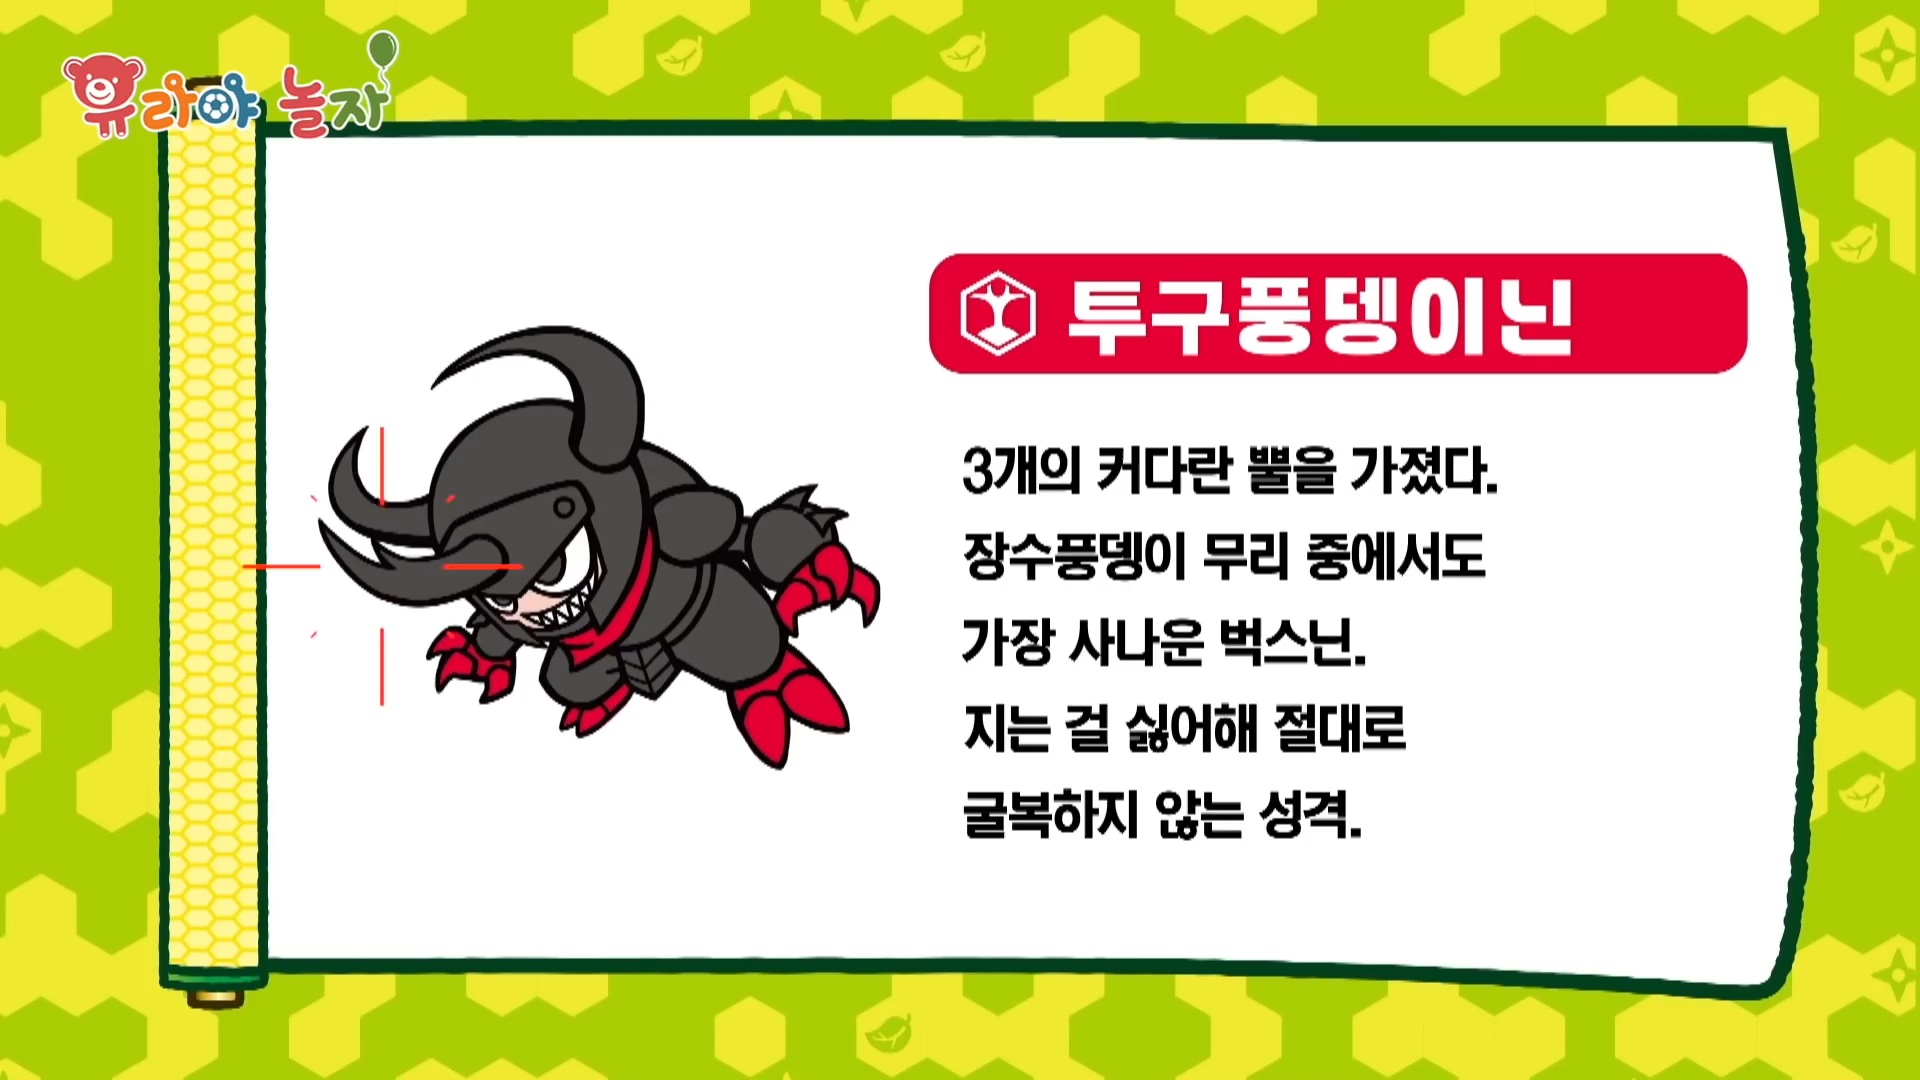 유라야 놀자
투구풍뎅이닌
3개의 커다란 뿔을 가졌다.
장수풍뎅이 무리 중에서도
가장 사나운 벅스닌.
지는 걸 싫어해 절대로
굴복하지 않는 성격.